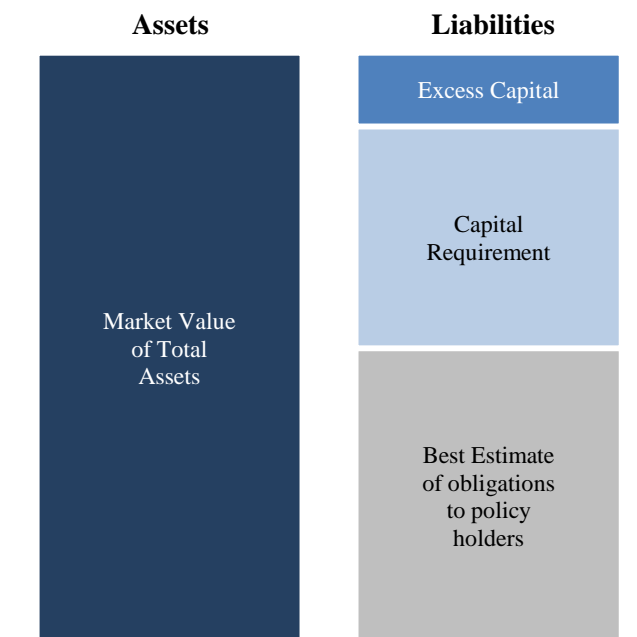 Assets
Liabilities
Market Value
of Total
Assets
Excess Capital
Capital
Requirement
Best Estimate
of obligations
to policy
holders